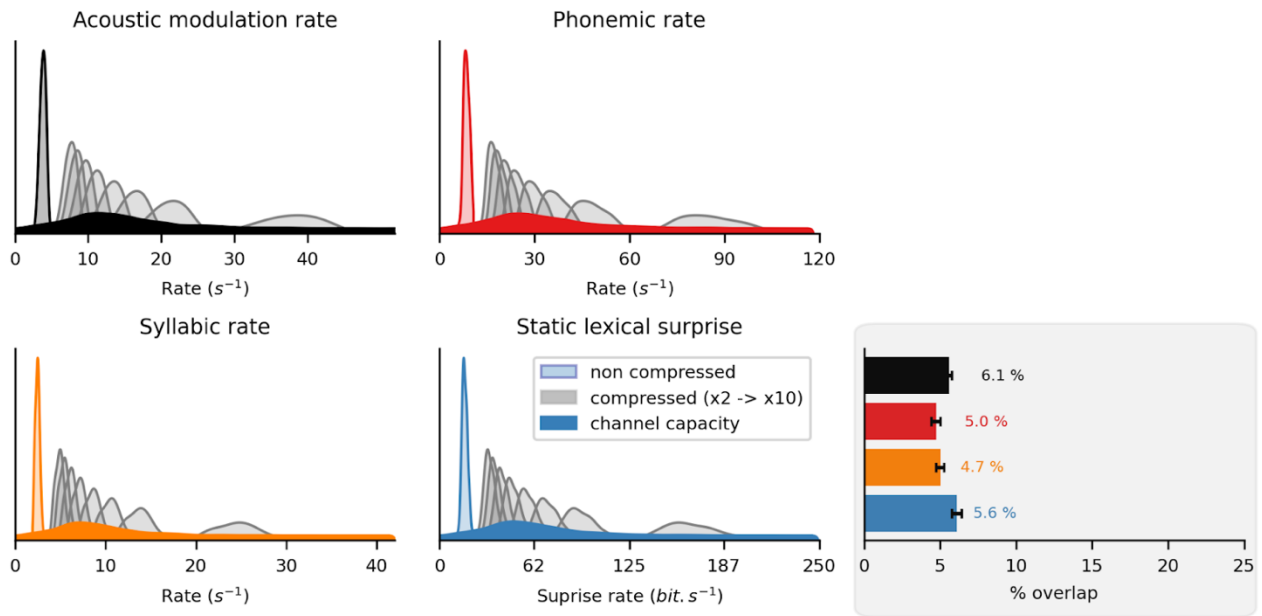 Acoustic modulation rate
0 10 20 30 40
Rate (s⁻¹)
Phonemic rate
0 30 60 90 120
Rate (s⁻¹)
Syllabic rate
0 10 20 30 40
Rate (s⁻¹)
Static lexical surprise
non compressed
compressed (x2 -> x10)
channel capacity
0 62 125 187 250
Suprise rate (bit. s⁻¹)
6.1 %
5.0 %
4.7 %
5.6 %
0 5 10 15 20 25
% overlap